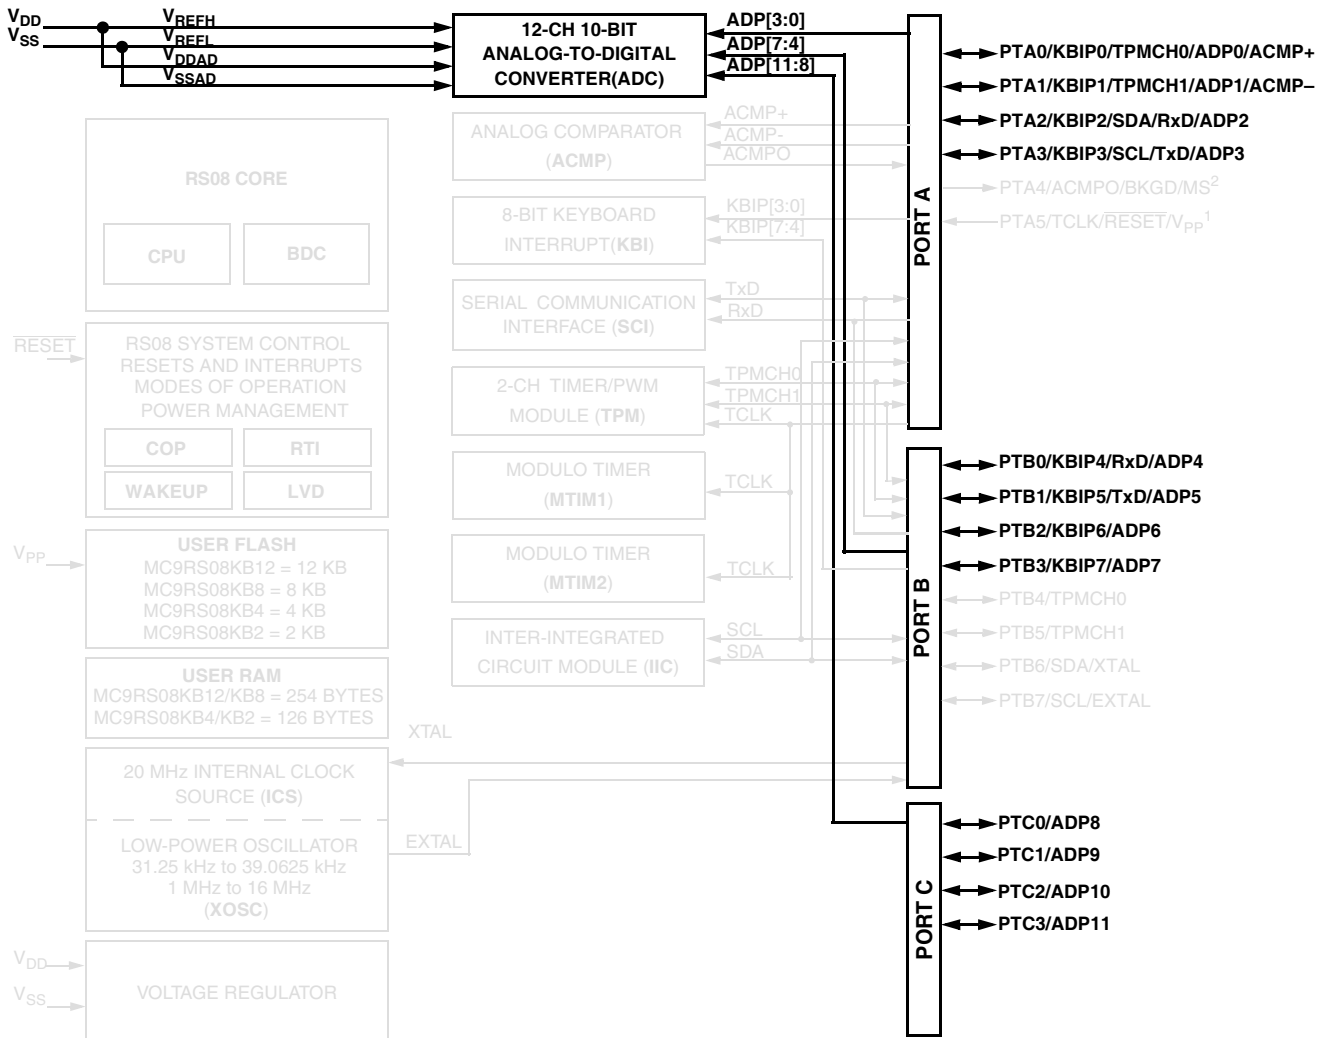 VDD
VSS
VREFH
VREFL
VDDAD
VSSAD
12-CH 10-BIT
ANALOG-TO-DIGITAL
CONVERTER(ADC)
ADP[3:0]
ADP[7:4]
ADP[11:8]
ANALOG COMPARATOR
(ACMP)
ACMP+
ACMP-
ACMPO
8-BIT KEYBOARD
INTERRUPT(KBI)
KBIP[3:0]
KBIP[7:4]
SERIAL COMMUNICATION
INTERFACE (SCI)
TxD
RxD
2-CH TIMER/PWM
MODULE (TPM)
TPMCH0
TPMCH1
TCLK
MODULO TIMER
(MTIM1)
TCLK
MODULO TIMER
(MTIM2)
TCLK
INTER-INTEGRATED
CIRCUIT MODULE (IIC)
SCL
SDA
RS08 CORE
CPU
BDC
RESET
RS08 SYSTEM CONTROL
RESETS AND INTERRUPTS
MODES OF OPERATION
POWER MANAGEMENT
COP
RTI
WAKEUP
LVD
VPP
USER FLASH
MC9RS08KB12 = 12 KB
MC9RS08KB8 = 8 KB
MC9RS08KB4 = 4 KB
MC9RS08KB2 = 2 KB
USER RAM
MC9RS08KB12/KB8 = 254 BYTES
MC9RS08KB4/KB2 = 126 BYTES
XTAL
20 MHz INTERNAL CLOCK
SOURCE (ICS)
EXTAL
LOW-POWER OSCILLATOR
31.25 kHz to 39.0625 kHz
1 MHz to 16 MHz
(XOSC)
VDD
VSS
VOLTAGE REGULATOR
PORT A
PTA0/KBIP0/TPMCH0/ADP0/ACMP+
PTA1/KBIP1/TPMCH1/ADP1/ACMP–
PTA2/KBIP2/SDA/RxD/ADP2
PTA3/KBIP3/SCL/TxD/ADP3
PTA4/ACMPO/BKGD/MS2
PTA5/TCLK/RESET/VPP1
PORT B
PTB0/KBIP4/RxD/ADP4
PTB1/KBIP5/TxD/ADP5
PTB2/KBIP6/ADP6
PTB3/KBIP7/ADP7
PTB4/TPMCH0
PTB5/TPMCH1
PTB6/SDA/XTAL
PTB7/SCL/EXTAL
PORT C
PTC0/ADP8
PTC1/ADP9
PTC2/ADP10
PTC3/ADP11